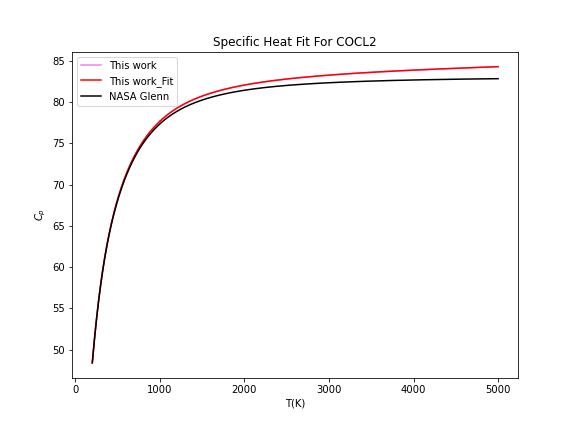 Specific Heat Fit For COCL2
This work
This work_Fit
NASA Glenn
85
80
75
70
65
60
55
50
C_p
0
1000
2000
3000
4000
5000
T(K)